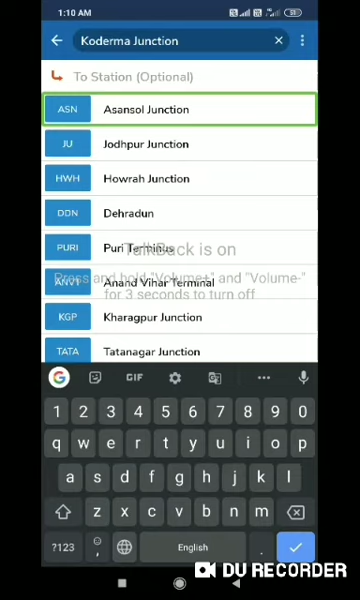 1:10 AM
Koderma Junction
To Station (Optional)
ASN Asansol Junction
JU Jodhpur Junction
HWH Howrah Junction
DDN Dehradun
PURI Puri Terminus
TalkBack is on
Press and hold "Volume+" and "Volume-"
ANVT Anand Vihar Terminal
for 3 seconds to turn off
KGP Kharagpur Junction
TATA Tatanagar Junction
G GIF
1 2 3 4 5 6 7 8 9 0
q w e r t y u i o p
a s d f g h j k l
z x c v b n m
?123 , English .
DU RECORDER